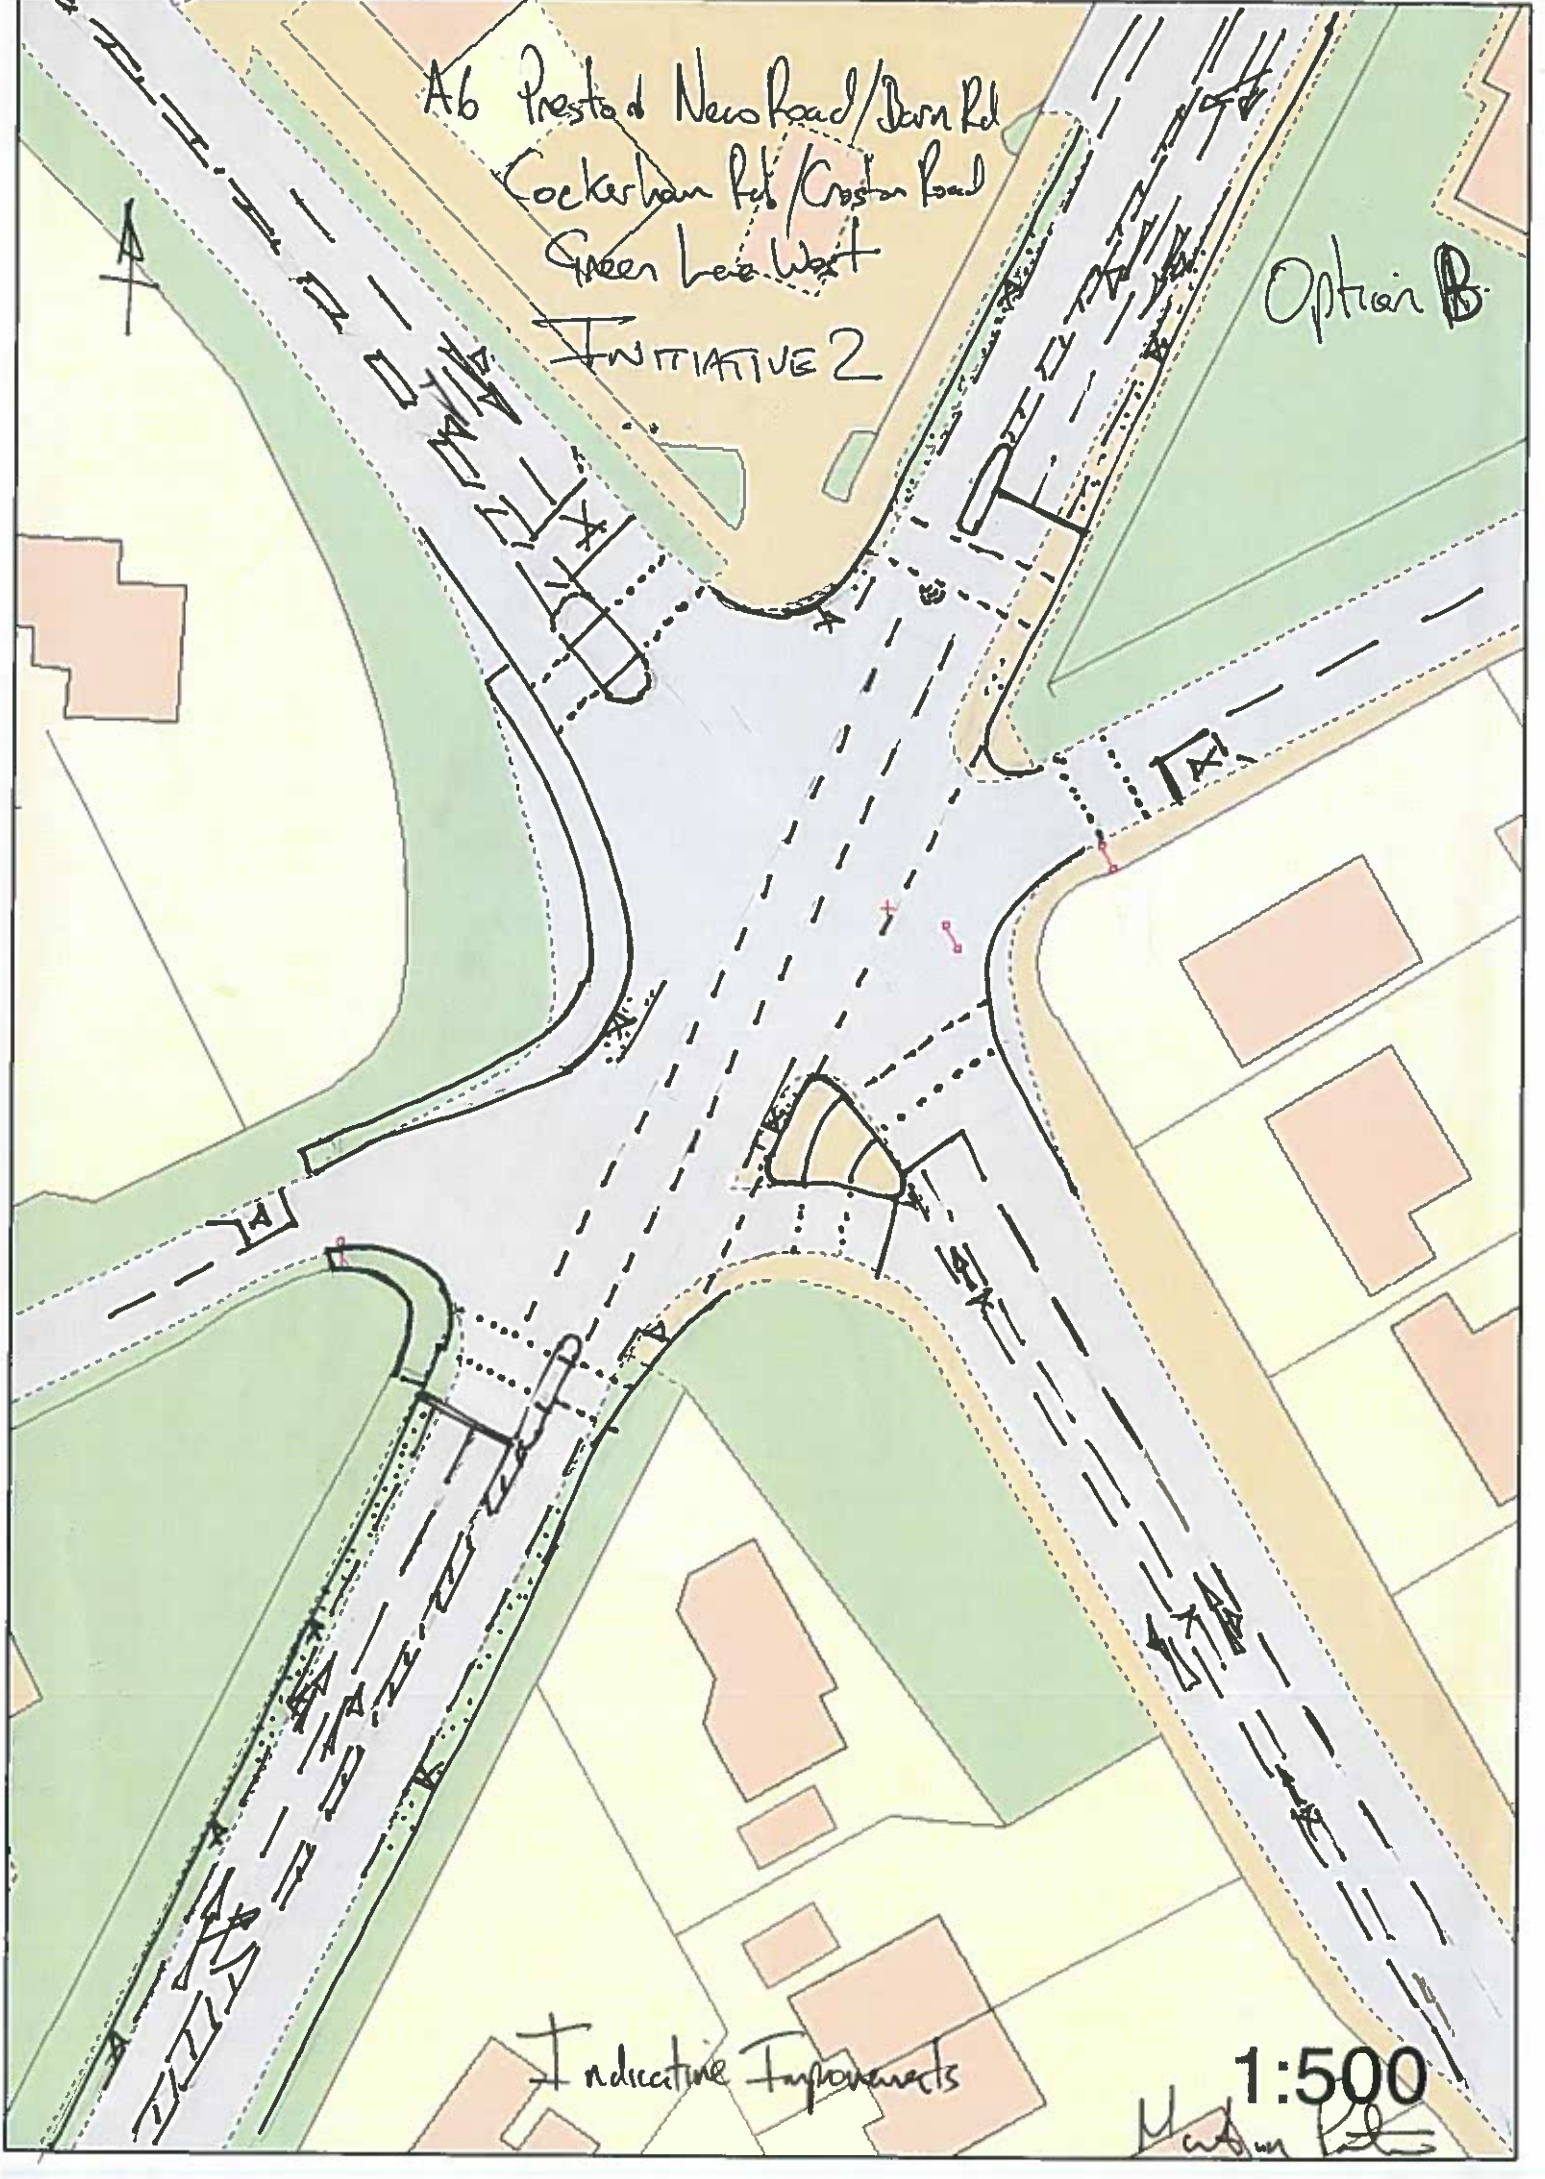 A6 Preston New Road/Barn Rd
Cockerham Rd/Croston Road
Green Lane West
INITIATIVE 2
Option B.
Indicative Improvements
1:500